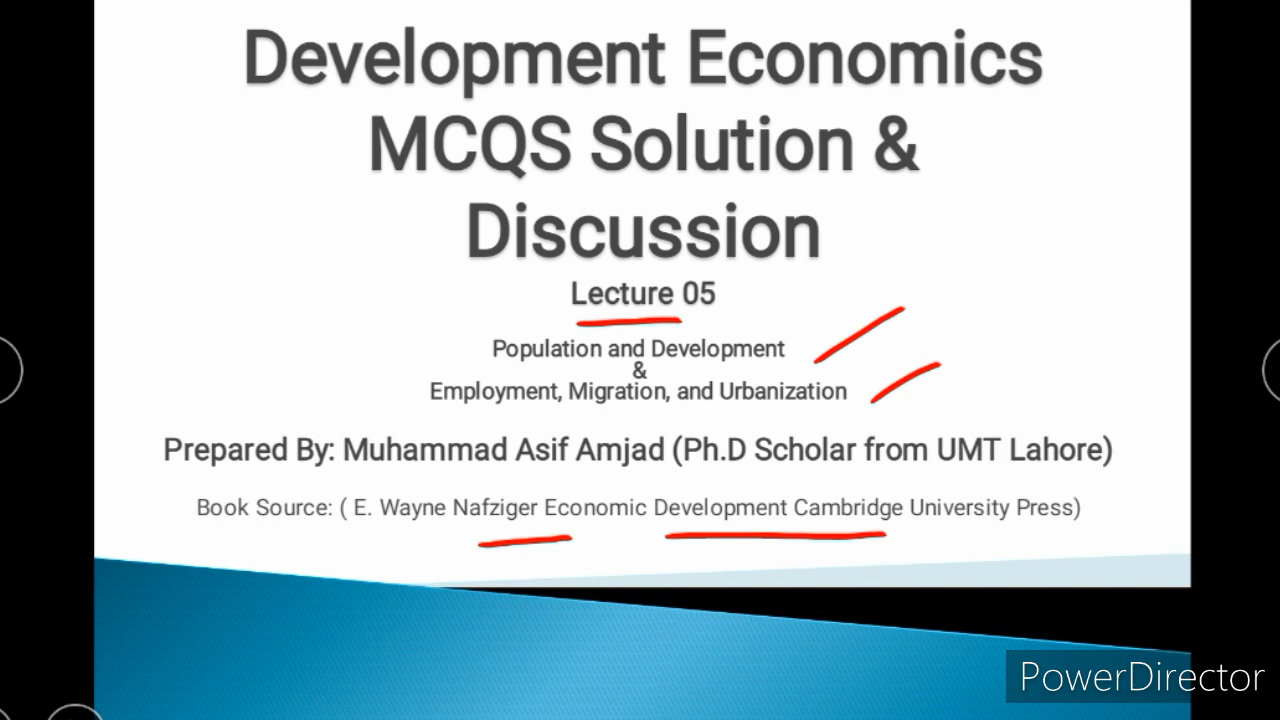 Development Economics
MCQS Solution &
Discussion
Lecture 05
Population and Development
&
Employment, Migration, and Urbanization
Prepared By: Muhammad Asif Amjad (Ph.D Scholar from UMT Lahore)
Book Source: ( E. Wayne Nafziger Economic Development Cambridge University Press)
PowerDirector